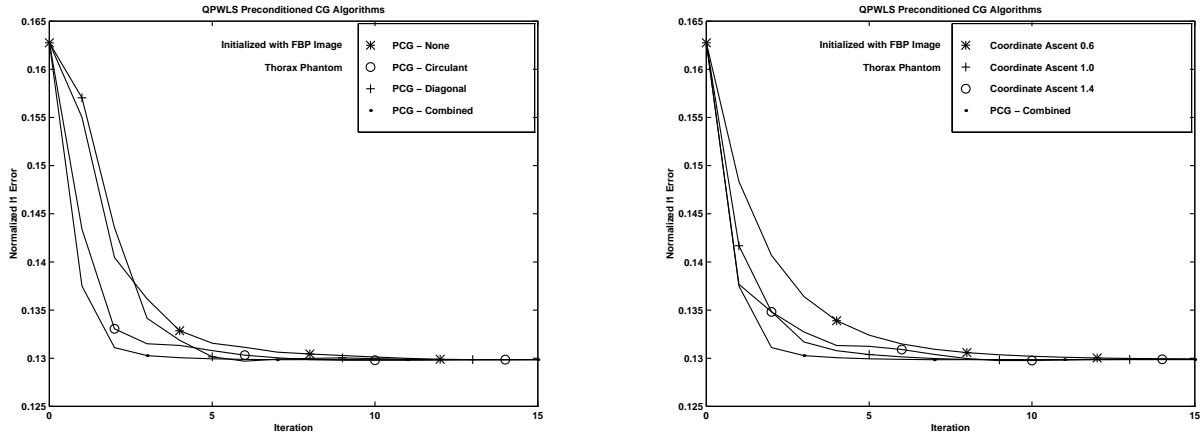 QPWLS Preconditioned CG Algorithms
0.165
0.16
0.155
0.15
0.145
0.14
0.135
0.13
0.125
Normalized l1 Error
Initialized with FBP Image
Thorax Phantom
PCG – None
PCG – Circulant
PCG – Diagonal
PCG – Combined
0
5
10
15
Iteration
QPWLS Preconditioned CG Algorithms
0.165
0.16
0.155
0.15
0.145
0.14
0.135
0.13
0.125
Normalized l1 Error
Initialized with FBP Image
Thorax Phantom
Coordinate Ascent 0.6
Coordinate Ascent 1.0
Coordinate Ascent 1.4
PCG – Combined
0
5
10
15
Iteration